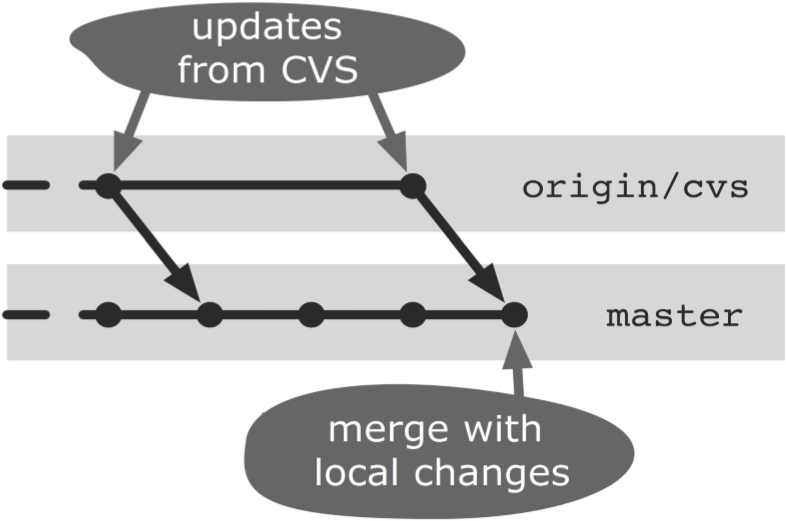 updates
from CVS
origin/cvs
master
merge with
local changes